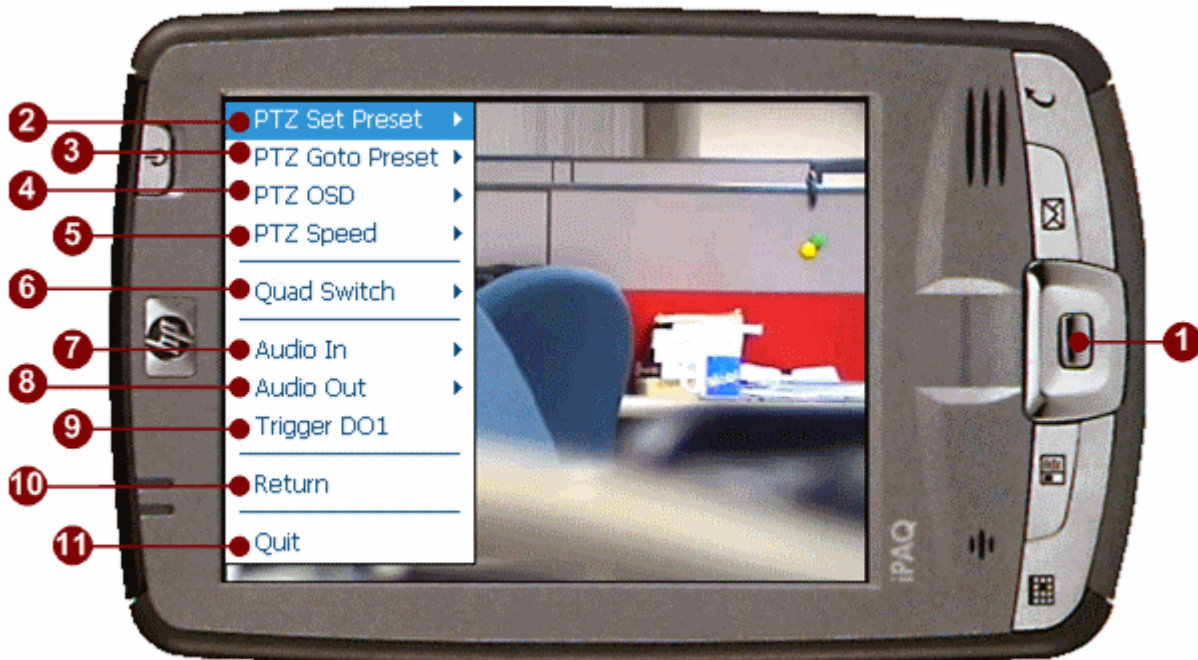 2 PTZ Set Preset
3 PTZ Goto Preset
4 PTZ OSD
5 PTZ Speed
6 Quad Switch
7 Audio In
8 Audio Out
9 Trigger DO1
10 Return
11 Quit
1
hp
iPAQ